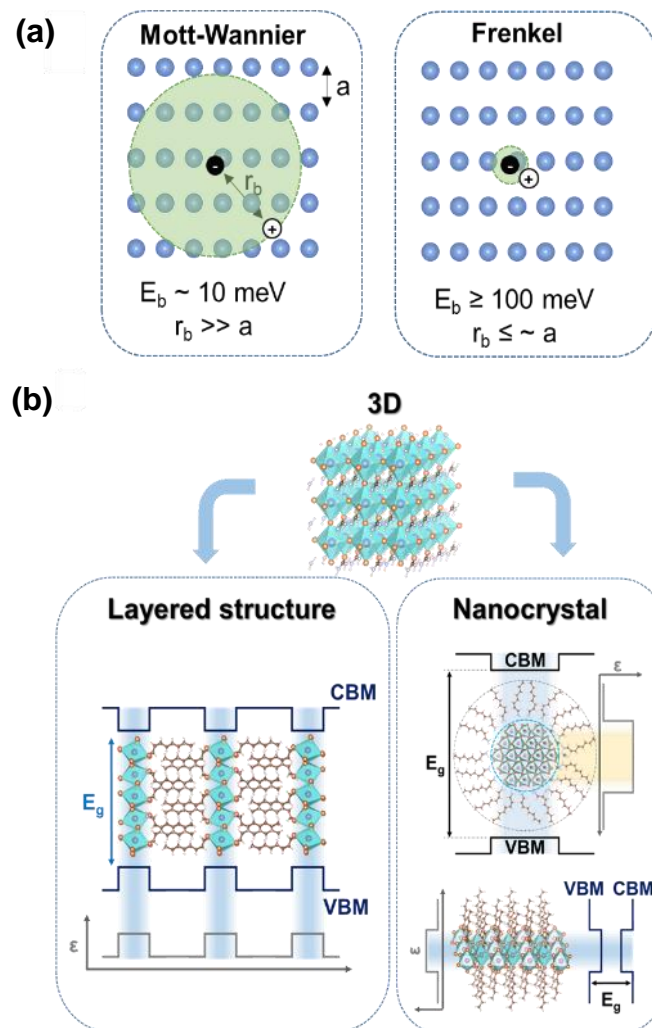 (a)
Mott-Wannier
a
-
r_b
+
E_b ~ 10 meV
r_b >> a
Frenkel
-
+
E_b ≥ 100 meV
r_b ≤ ~ a
(b)
3D
Layered structure
CBM
E_g
VBM
ε
Nanocrystal
CBM
ε
E_g
VBM
VBM CBM
ε
E_g